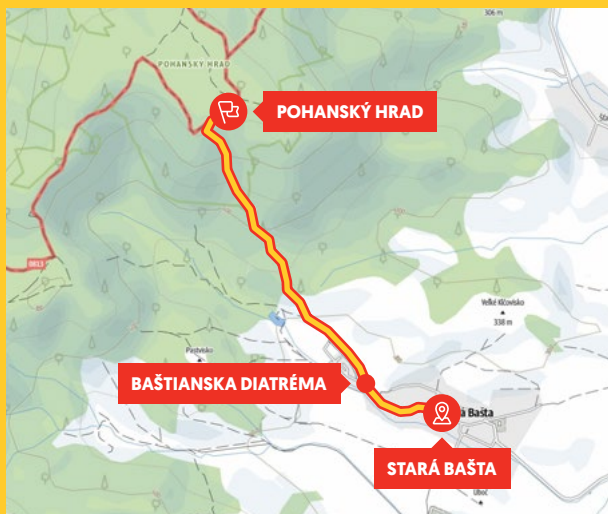 306 m
POHANSKÝ HRAD
POHANSKÝ HRAD
0813
Veľké Kľčovisko
338 m
Pastvisko
BAŠTIANSKA DIATRÉMA
Bašta
STARÁ BAŠTA
Uboč